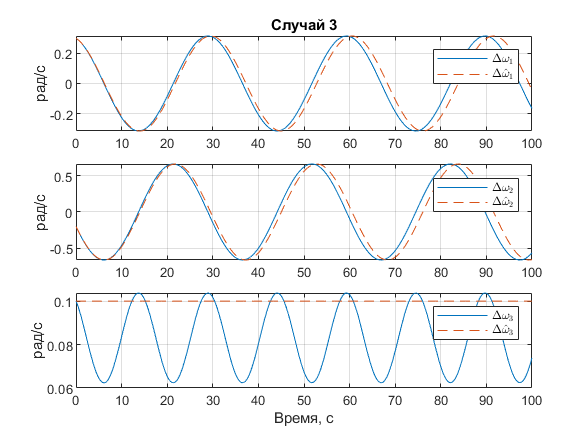 Случай 3
рад/с
0.2
0
-0.2
Δω₁
Δω̂₁
0 10 20 30 40 50 60 70 80 90 100
рад/с
0.5
0
-0.5
Δω₂
Δω̂₂
0 10 20 30 40 50 60 70 80 90 100
рад/с
0.1
0.08
0.06
Δω₃
Δω̂₃
0 10 20 30 40 50 60 70 80 90 100
Время, с